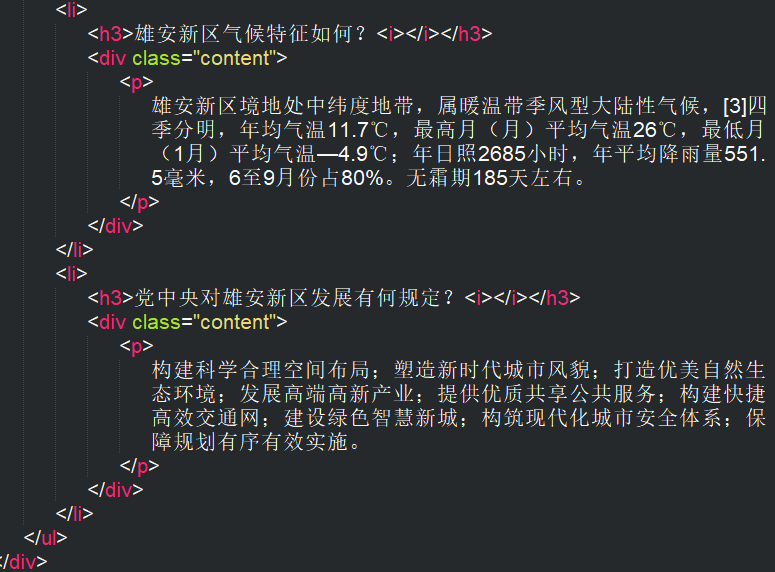 <li>
<h3>雄安新区气候特征如何？<i></i></h3>
<div class="content">
<p>
雄安新区境地处中纬度地带，属暖温带季风型大陆性气候，[3]四
季分明，年均气温11.7℃，最高月（月）平均气温26℃，最低月
（1月）平均气温—4.9℃；年日照2685小时，年平均降雨量551.
5毫米，6至9月份占80%。无霜期185天左右。
</p>
</div>
</li>
<li>
<h3>党中央对雄安新区发展有何规定？<i></i></h3>
<div class="content">
<p>
构建科学合理空间布局；塑造新时代城市风貌；打造优美自然生
态环境；发展高端高新产业；提供优质共享公共服务；构建快捷
高效交通网；建设绿色智慧新城；构筑现代化城市安全体系；保
障规划有序有效实施。
</p>
</div>
</li>
</ul>
</div>